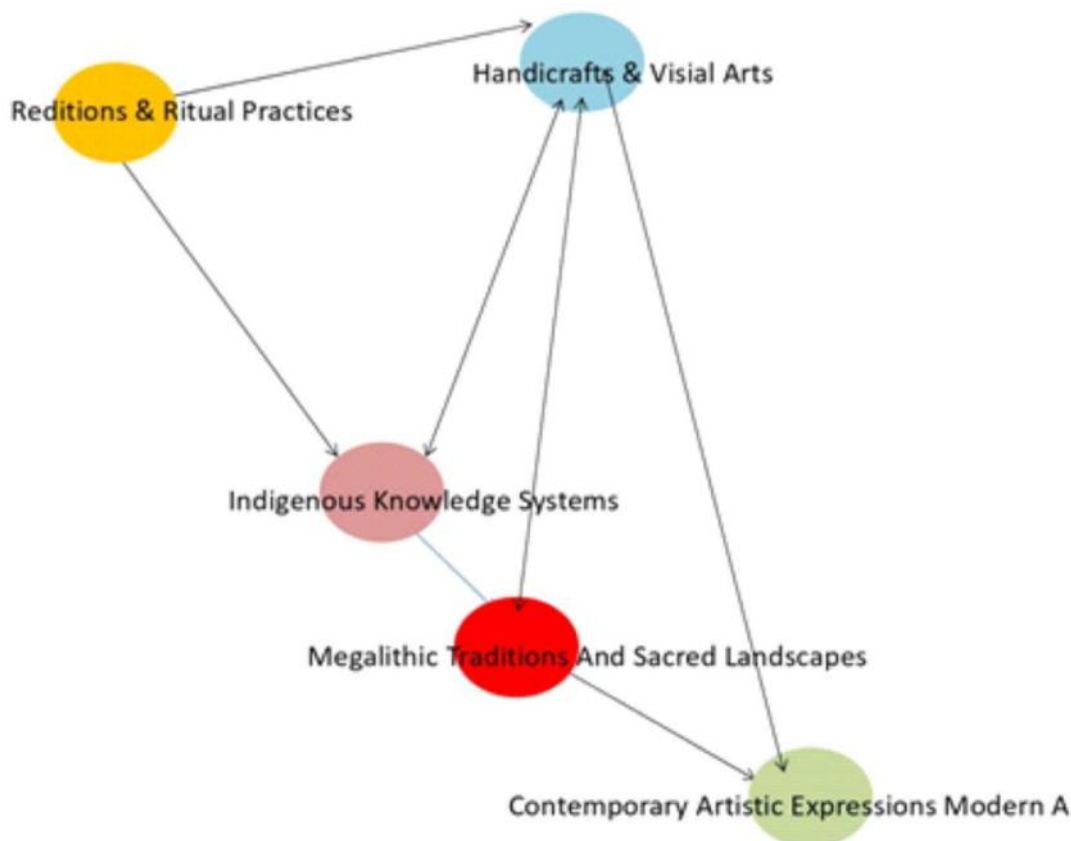 Handicrafts & Visial Arts
Reditions & Ritual Practices
Indigenous Knowledge Systems
Megalithic Traditions And Sacred Landscapes
Contemporary Artistic Expressions Modern A